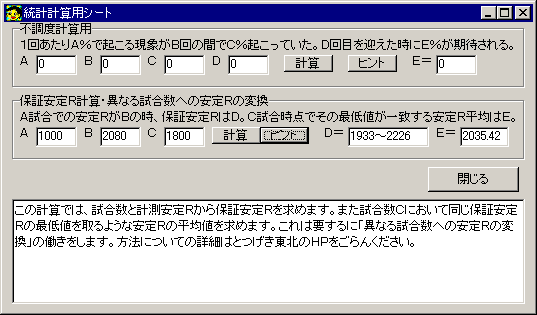 統計計算用シート
不調度計算用
1回あたりA%で起こる現象がB回の間でC%起こっていた。D回目を迎えた時にE%が期待される。
A 0 B 0 C 0 D 0 計算 ヒント E= 0
保証安定R計算・異なる試合数への安定Rの変換
A試合での安定RがBの時、保証安定RはD。C試合時点でその最低値が一致する安定R平均はE。
A 1000 B 2080 C 1800 計算 ヒント D= 1933～2226 E= 2035.42
閉じる
この計算では、試合数と計測安定Rから保証安定Rを求めます。また試合数Cにおいて同じ保証安定
Rの最低値を取るような安定Rの平均値を求めます。これは要するに「異なる試合数への安定Rの変
換」の働きをします。方法についての詳細はとつげき東北のHPをごらんください。